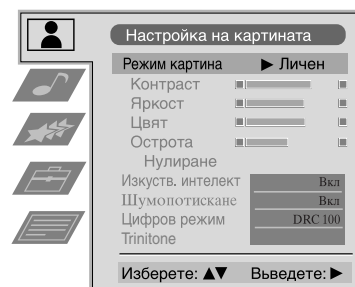 Настройка на картината
Режим картина ▶ Личен
Контраст
Яркост
Цвят
Острота
Нулиране
Изкуств. интелект Вкл
Шумопотискане Вкл
Цифров режим DRC 100
Trinitone
Изберете: ▲▼ Въведете: ▶